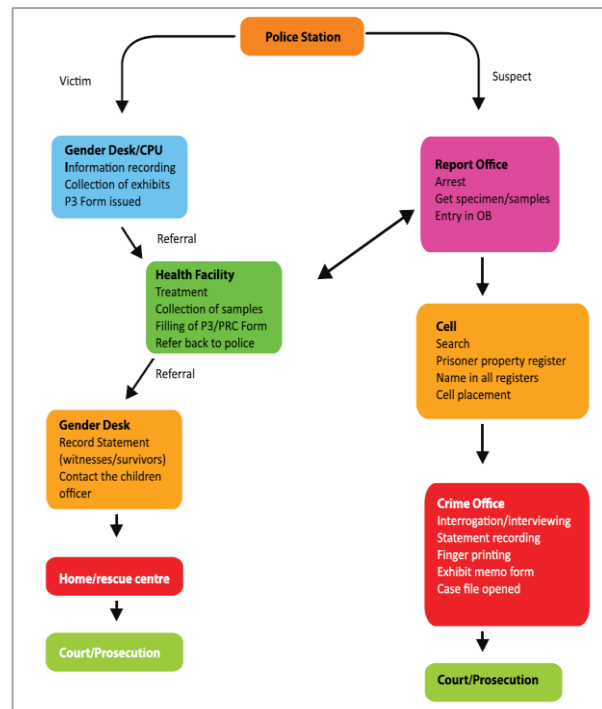 Police Station
Victim
Suspect
Gender Desk/CPU
Information recording
Collection of exhibits
P3 Form issued
Referral
Health Facility
Treatment
Collection of samples
Filling of P3/PRC Form
Refer back to police
Referral
Gender Desk
Record Statement
(witnesses/survivors)
Contact the children
officer
Home/rescue centre
Court/Prosecution
Report Office
Arrest
Get specimen/samples
Entry in OB
Cell
Search
Prisoner property register
Name in all registers
Cell placement
Crime Office
Interrogation/interviewing
Statement recording
Finger printing
Exhibit memo form
Case file opened
Court/Prosecution